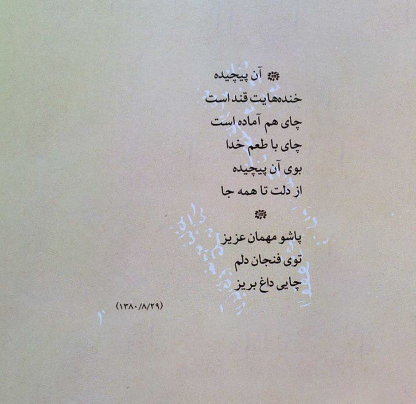 آن پیچیده
خنده‌هایت قند است
چای هم آماده است
چای با طعم خدا
بوی آن پیچیده
از دلت تا همه جا
پاشو مهمان عزیز
توی فنجان دلم
چایی داغ بریز
(۱۳۸۰/۸/۲۹)